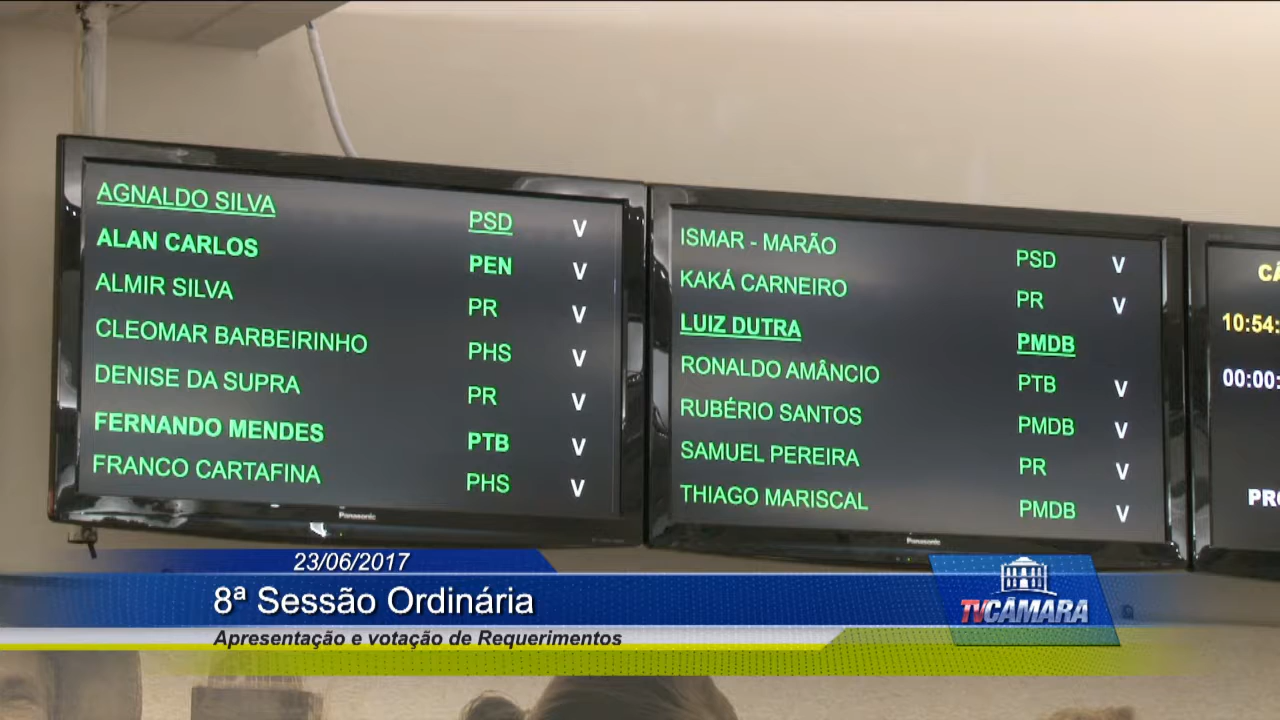 AGNALDO SILVA PSD V
ALAN CARLOS PEN V
ALMIR SILVA PR V
CLEOMAR BARBEIRINHO PHS V
DENISE DA SUPRA PR V
FERNANDO MENDES PTB V
FRANCO CARTAFINA PHS V
Panasonic
ISMAR - MARÃO PSD V
KAKÁ CARNEIRO PR V
LUIZ DUTRA PMDB
RONALDO AMÂNCIO PTB V
RUBÉRIO SANTOS PMDB V
SAMUEL PEREIRA PR V
THIAGO MARISCAL PMDB V
Panasonic
10:54:
00:00:
23/06/2017
8ª Sessão Ordinária
Apresentação e votação de Requerimentos
TVCÂMARA